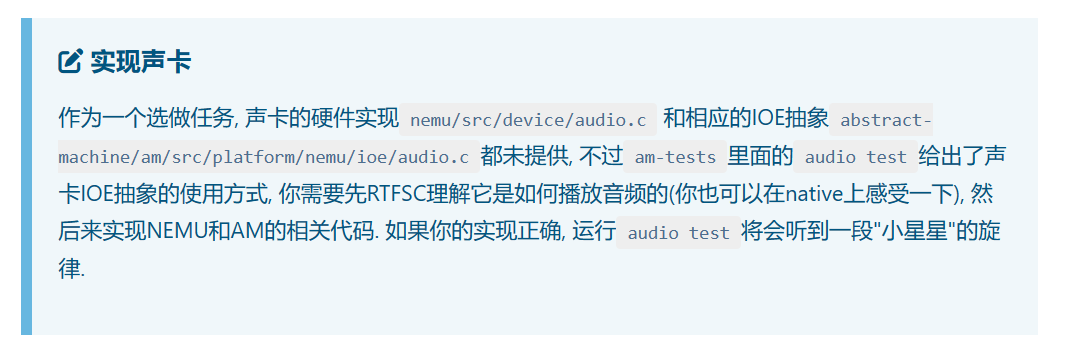 实现声卡
作为一个选做任务, 声卡的硬件实现 nemu/src/device/audio.c 和相应的IOE抽象 abstract-
machine/am/src/platform/nemu/ioe/audio.c 都未提供, 不过 am-tests 里面的 audio test 给出了声
卡IOE抽象的使用方式, 你需要先RTFSC理解它是如何播放音频的(你也可以在native上感受一下), 然
后来实现NEMU和AM的相关代码. 如果你的实现正确, 运行 audio test 将会听到一段"小星星"的旋
律.